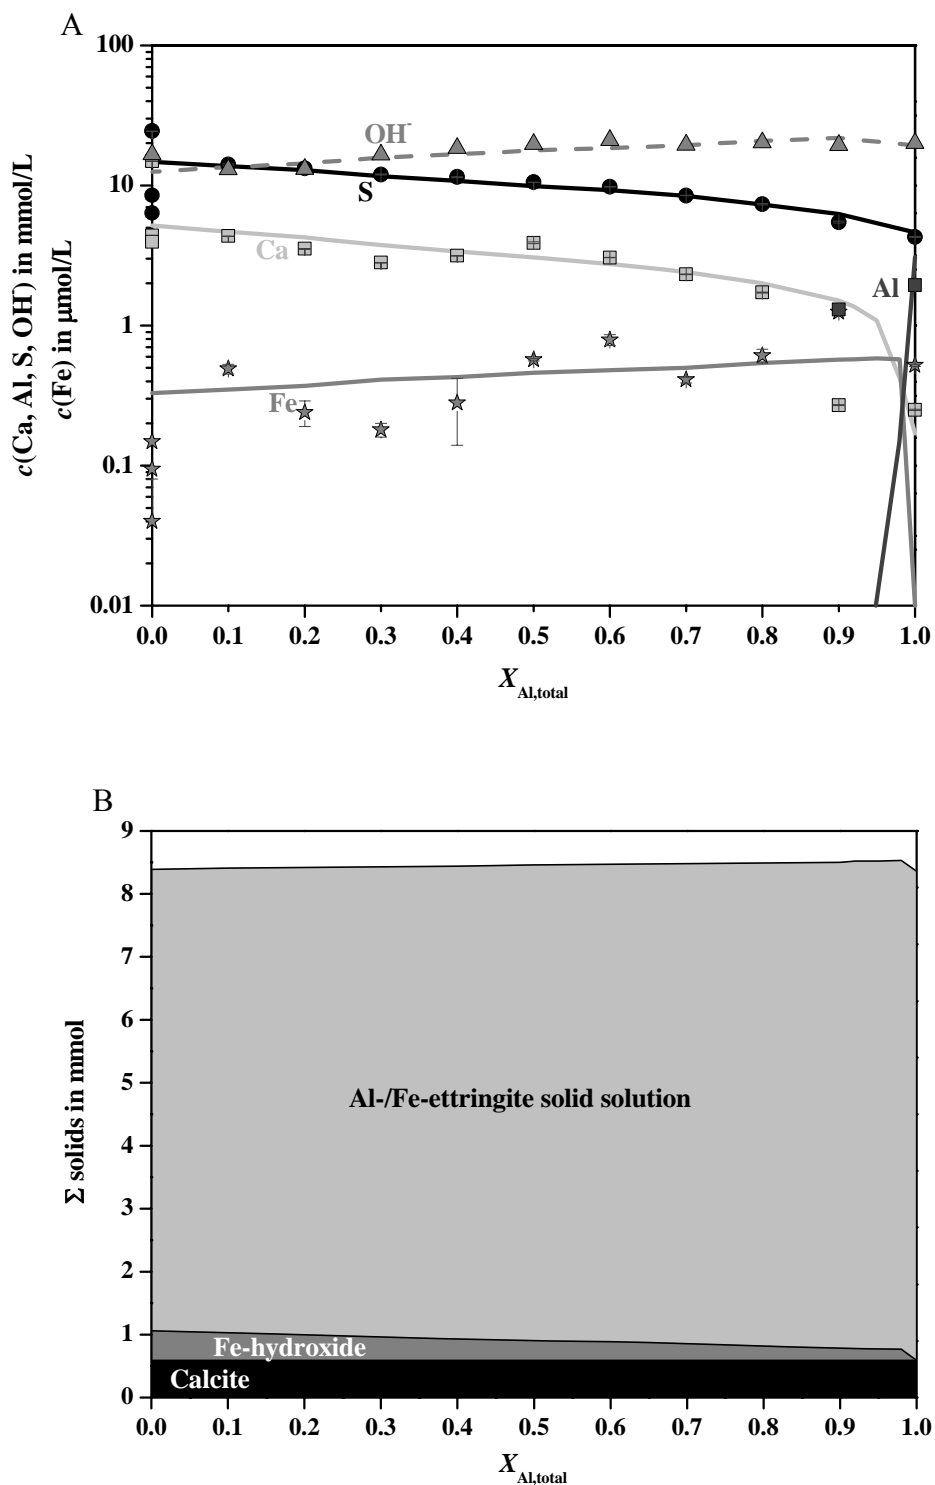 A
100
10
1
0.1
0.01
c(Ca, Al, S, OH⁻) in mmol/L
c(Fe) in µmol/L
OH⁻
S
Ca
Al
Fe
0.0 0.1 0.2 0.3 0.4 0.5 0.6 0.7 0.8 0.9 1.0
X Al,total
B
9
8
7
6
5
4
3
2
1
0
Σ solids in mmol
Al-/Fe-ettringite solid solution
Fe-hydroxide
Calcite
0.0 0.1 0.2 0.3 0.4 0.5 0.6 0.7 0.8 0.9 1.0
X Al,total